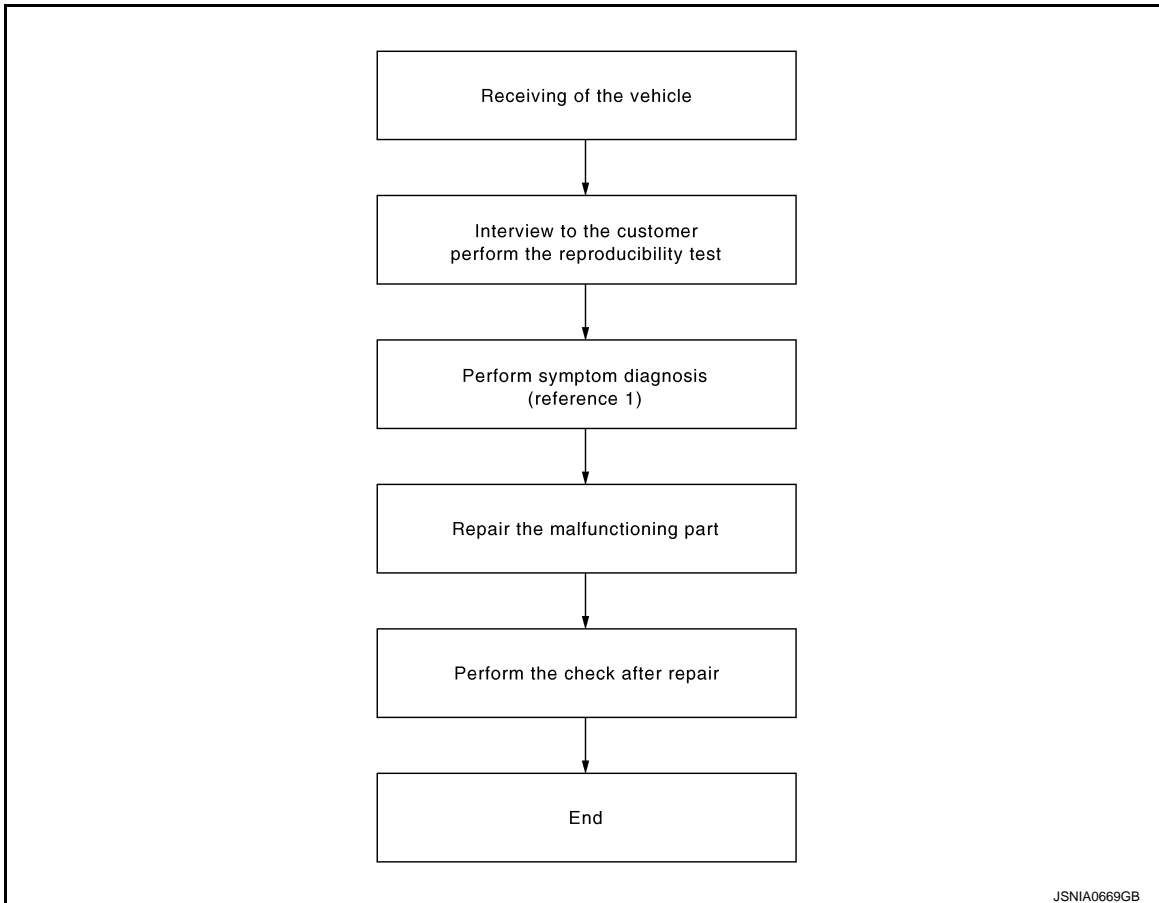 Receiving of the vehicle
Interview to the customer
perform the reproducibility test
Perform symptom diagnosis
(reference 1)
Repair the malfunctioning part
Perform the check after repair
End
JSNIA0669GB